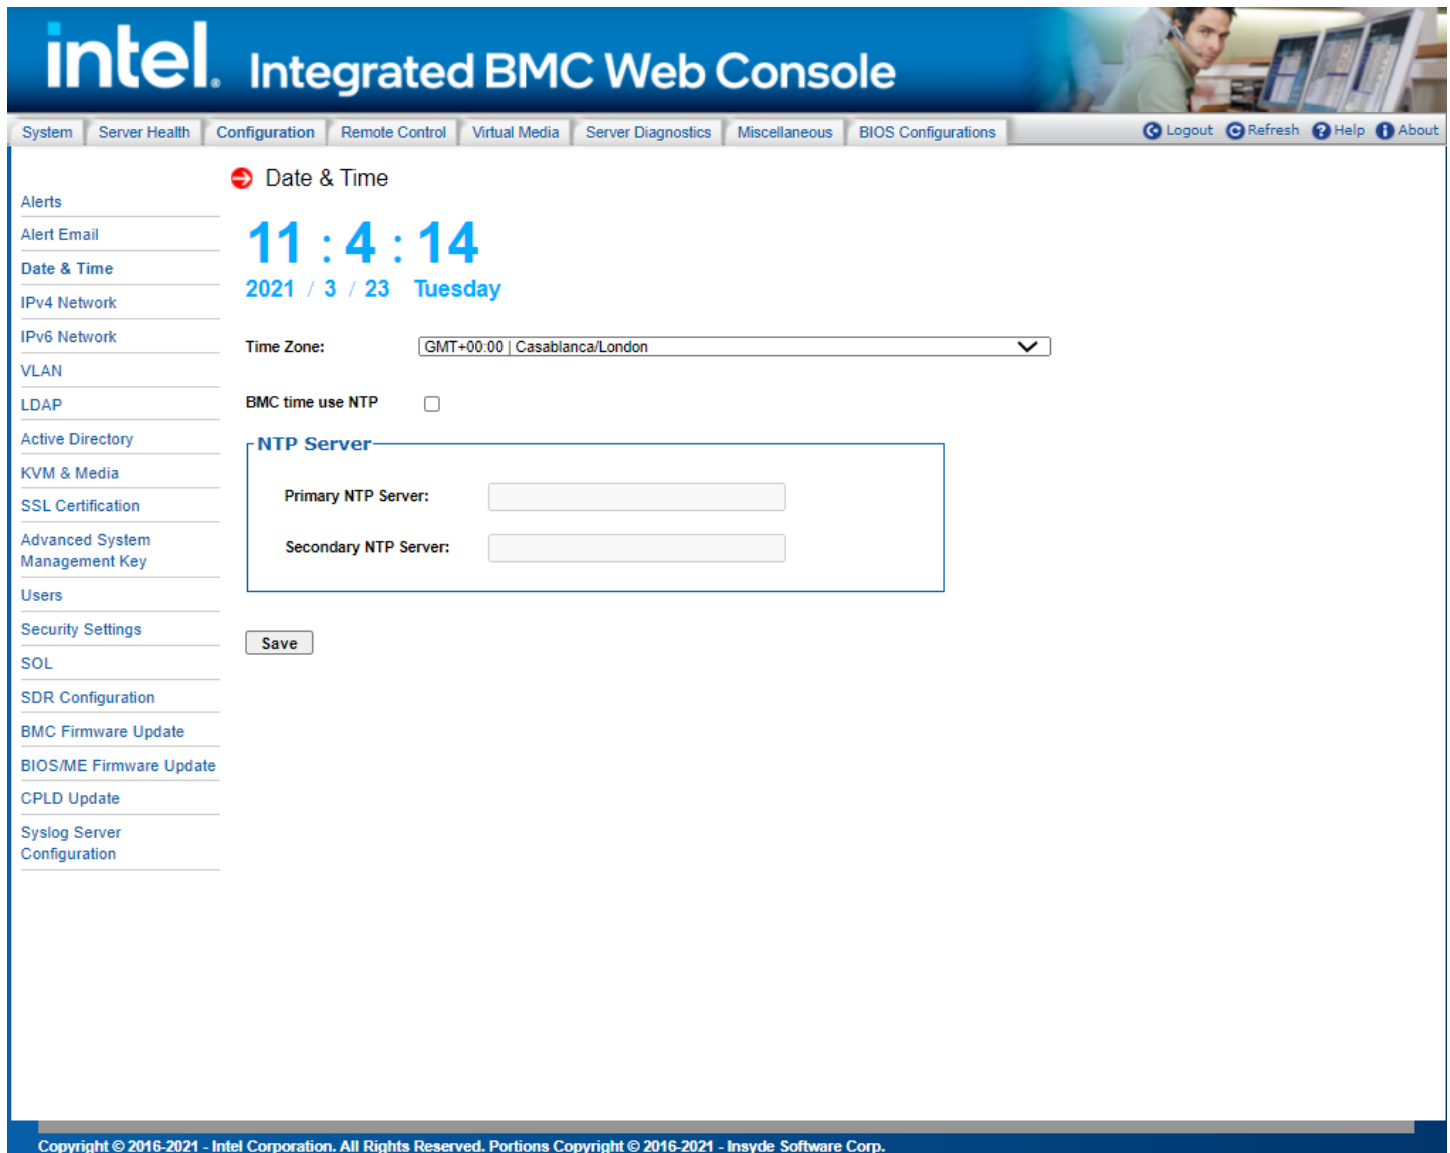 intel. Integrated BMC Web Console
System Server Health Configuration Remote Control Virtual Media Server Diagnostics Miscellaneous BIOS Configurations Logout Refresh Help About
Date & Time
Alerts
Alert Email
Date & Time
IPv4 Network
IPv6 Network
VLAN
LDAP
Active Directory
KVM & Media
SSL Certification
Advanced System
Management Key
Users
Security Settings
SOL
SDR Configuration
BMC Firmware Update
BIOS/ME Firmware Update
CPLD Update
Syslog Server
Configuration
11 : 4 : 14
2021 / 3 / 23 Tuesday
Time Zone: GMT+00:00 | Casablanca/London
BMC time use NTP
NTP Server
Primary NTP Server:
Secondary NTP Server:
Save
Copyright © 2016-2021 - Intel Corporation. All Rights Reserved. Portions Copyright © 2016-2021 - Insyde Software Corp.